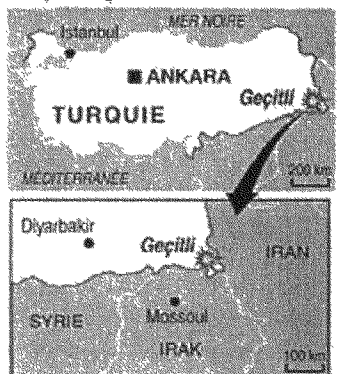 MER NOIRE
Istanbul
ANKARA
Geçitli
TURQUIE
200 km
MÉDITERRANÉE
Diyarbakir
Geçitli
IRAN
SYRIE
Mossoul
IRAK
100 km